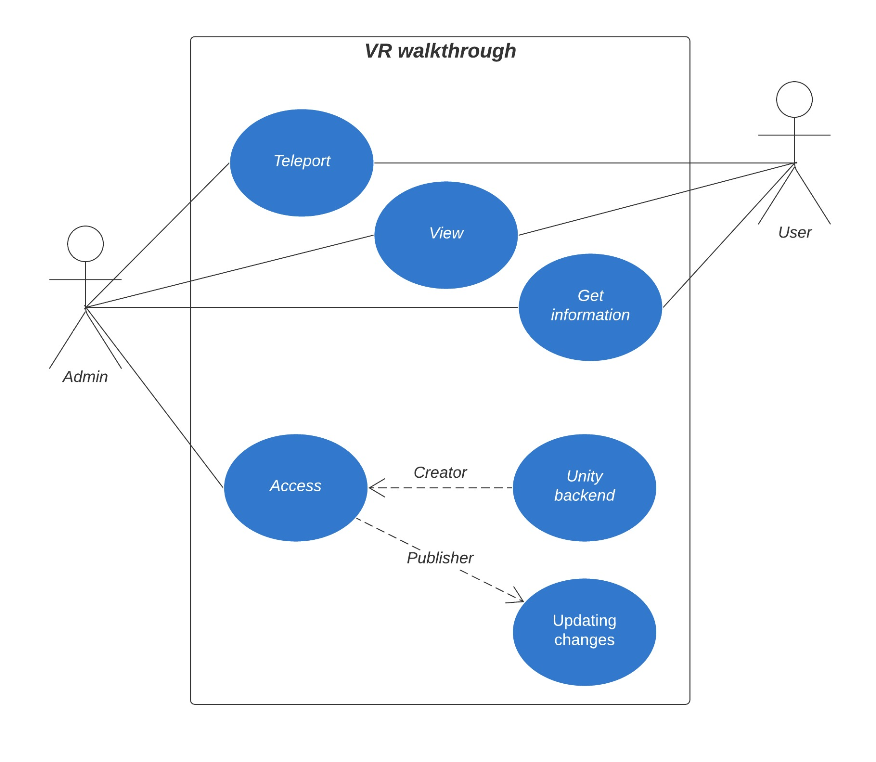 VR walkthrough
Teleport
View
User
Get
information
Admin
Access
Creator
Unity
backend
Publisher
Updating
changes